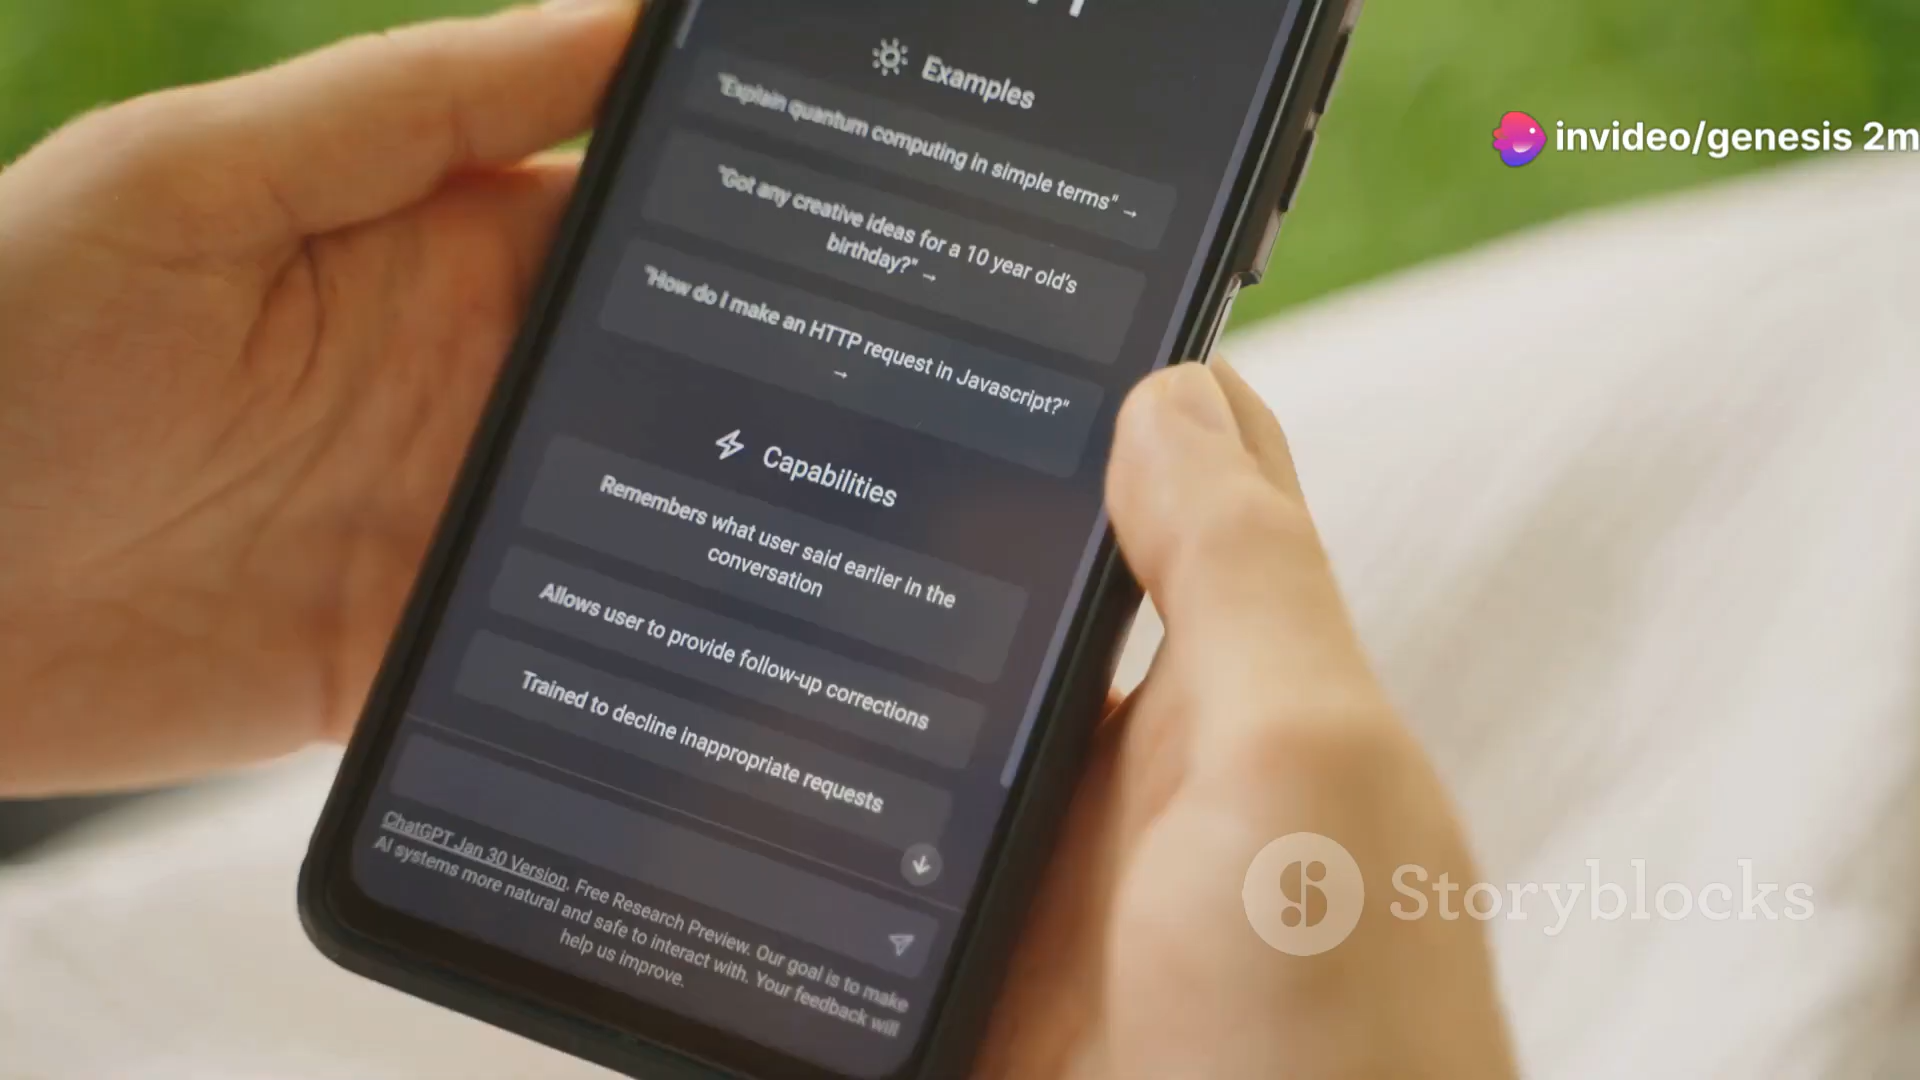 Examples
"Explain quantum computing in simple terms" →
"Got any creative ideas for a 10 year old's
birthday?" →
"How do I make an HTTP request in Javascript?"
→
Capabilities
Remembers what user said earlier in the
conversation
Allows user to provide follow-up corrections
Trained to decline inappropriate requests
ChatGPT Jan 30 Version. Free Research Preview. Our goal is to make
AI systems more natural and safe to interact with. Your feedback will
help us improve.
invideo/genesis 2m
Storyblocks